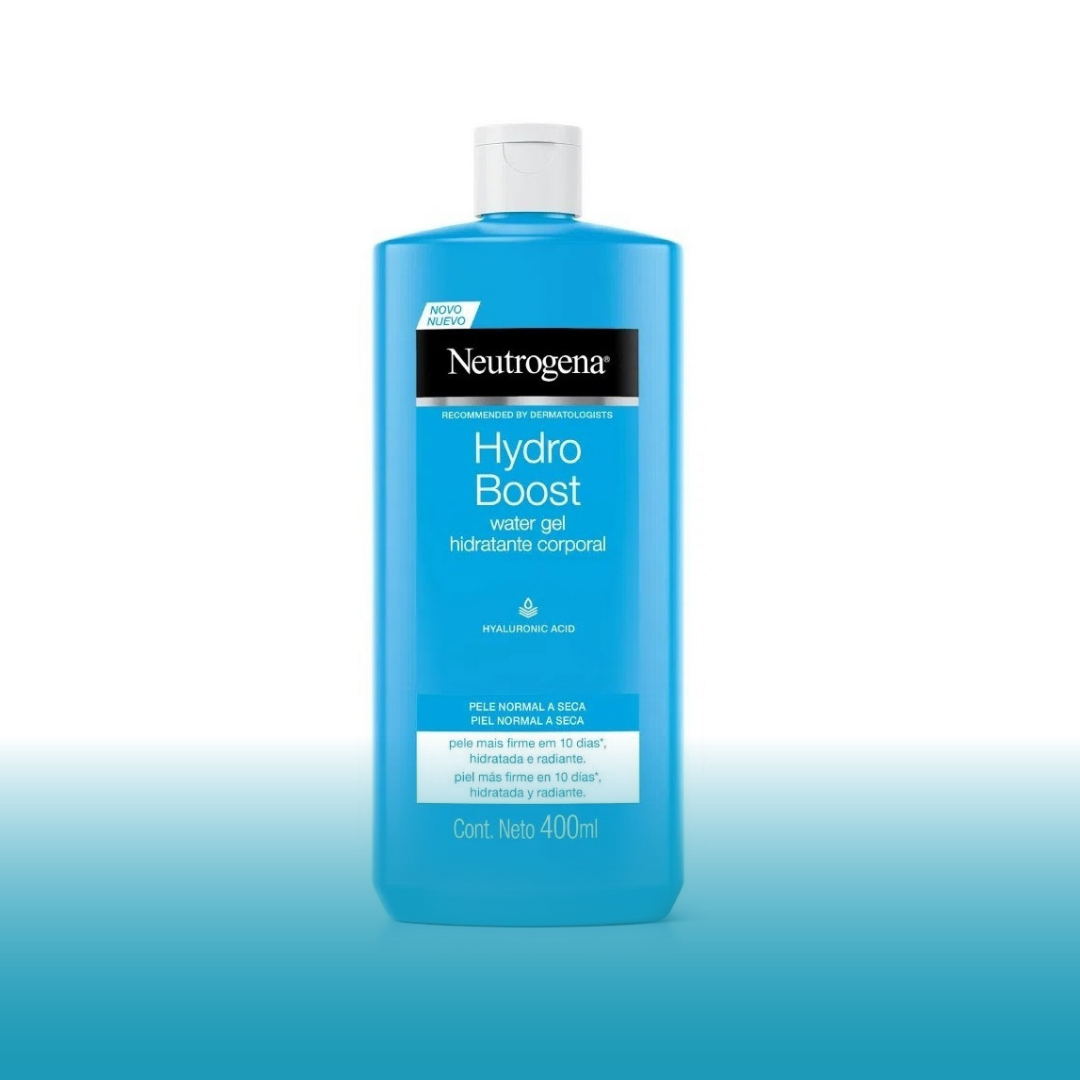 NOVO
NUEVO
Neutrogena®
RECOMMENDED BY DERMATOLOGISTS
Hydro
Boost
water gel
hidratante corporal
HYALURONIC ACID
PELE NORMAL A SECA
PIEL NORMAL A SECA
pele mais firme em 10 dias*,
hidratada e radiante.
piel más firme en 10 días*,
hidratada y radiante.
Cont. Neto 400ml